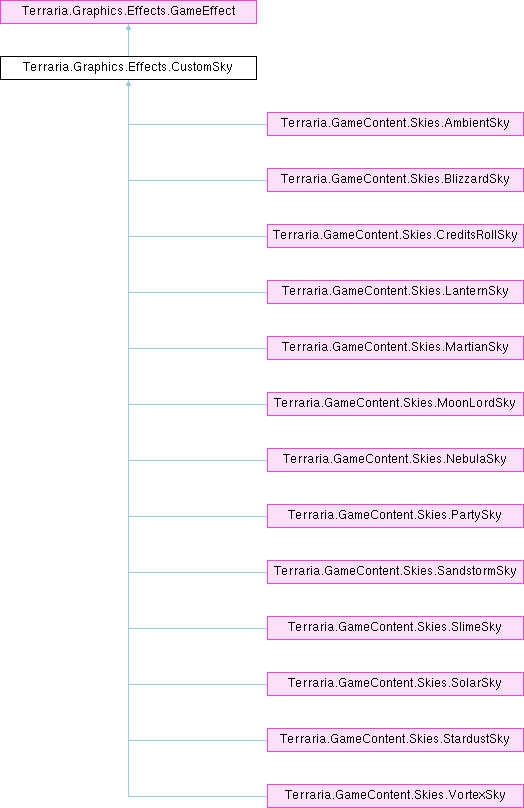 Terraria.Graphics.Effects.GameEffect
Terraria.Graphics.Effects.CustomSky
Terraria.GameContent.Skies.AmbientSky
Terraria.GameContent.Skies.BlizzardSky
Terraria.GameContent.Skies.CreditsRollSky
Terraria.GameContent.Skies.LanternSky
Terraria.GameContent.Skies.MartianSky
Terraria.GameContent.Skies.MoonLordSky
Terraria.GameContent.Skies.NebulaSky
Terraria.GameContent.Skies.PartySky
Terraria.GameContent.Skies.SandstormSky
Terraria.GameContent.Skies.SlimeSky
Terraria.GameContent.Skies.SolarSky
Terraria.GameContent.Skies.StardustSky
Terraria.GameContent.Skies.VortexSky